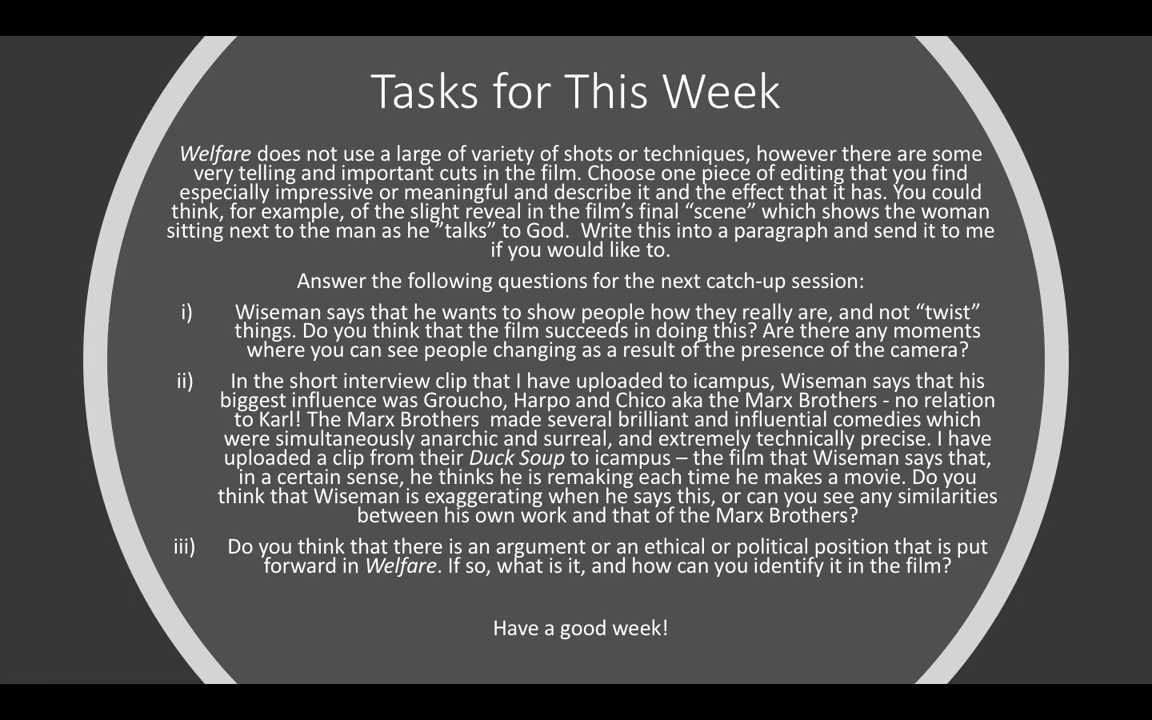 Tasks for This Week
Welfare does not use a large of variety of shots or techniques, however there are some
very telling and important cuts in the film. Choose one piece of editing that you find
especially impressive or meaningful and describe it and the effect that it has. You could
think, for example, of the slight reveal in the film's final “scene” which shows the woman
sitting next to the man as he ”talks” to God.  Write this into a paragraph and send it to me
if you would like to.
Answer the following questions for the next catch-up session:
i) Wiseman says that he wants to show people how they really are, and not “twist”
things. Do you think that the film succeeds in doing this? Are there any moments
where you can see people changing as a result of the presence of the camera?
ii) In the short interview clip that I have uploaded to icampus, Wiseman says that his
biggest influence was Groucho, Harpo and Chico aka the Marx Brothers - no relation
to Karl! The Marx Brothers  made several brilliant and influential comedies which
were simultaneously anarchic and surreal, and extremely technically precise. I have
uploaded a clip from their Duck Soup to icampus – the film that Wiseman says that,
in a certain sense, he thinks he is remaking each time he makes a movie. Do you
think that Wiseman is exaggerating when he says this, or can you see any similarities
between his own work and that of the Marx Brothers?
iii) Do you think that there is an argument or an ethical or political position that is put
forward in Welfare. If so, what is it, and how can you identify it in the film?
Have a good week!